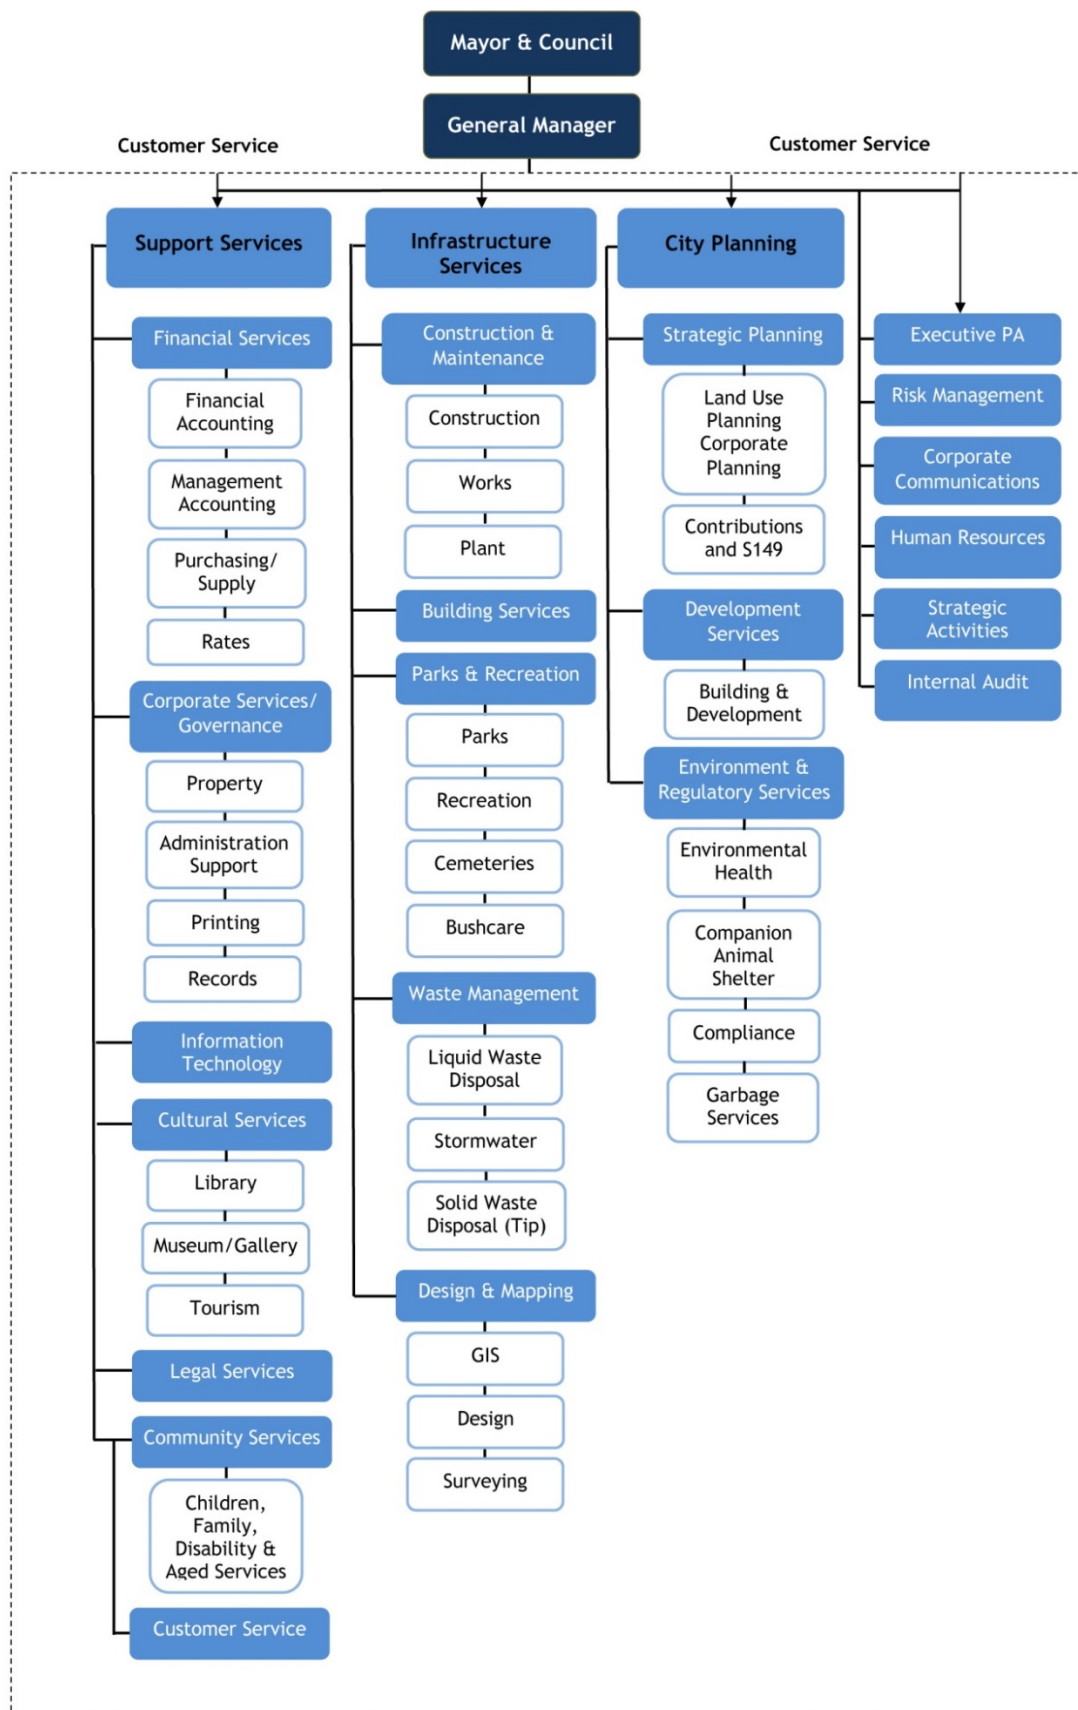 Mayor & Council
General Manager
Customer Service
Customer Service
Support Services
Financial Services
Financial
Accounting
Management
Accounting
Purchasing/
Supply
Rates
Corporate Services/
Governance
Property
Administration
Support
Printing
Records
Information
Technology
Cultural Services
Library
Museum/Gallery
Tourism
Legal Services
Community Services
Children,
Family,
Disability &
Aged Services
Customer Service
Infrastructure
Services
Construction &
Maintenance
Construction
Works
Plant
Building Services
Parks & Recreation
Parks
Recreation
Cemeteries
Bushcare
Waste Management
Liquid Waste
Disposal
Stormwater
Solid Waste
Disposal (Tip)
Design & Mapping
GIS
Design
Surveying
City Planning
Strategic Planning
Land Use
Planning
Corporate
Planning
Contributions
and S149
Development
Services
Building &
Development
Environment &
Regulatory Services
Environmental
Health
Companion
Animal
Shelter
Compliance
Garbage
Services
Executive PA
Risk Management
Corporate
Communications
Human Resources
Strategic
Activities
Internal Audit